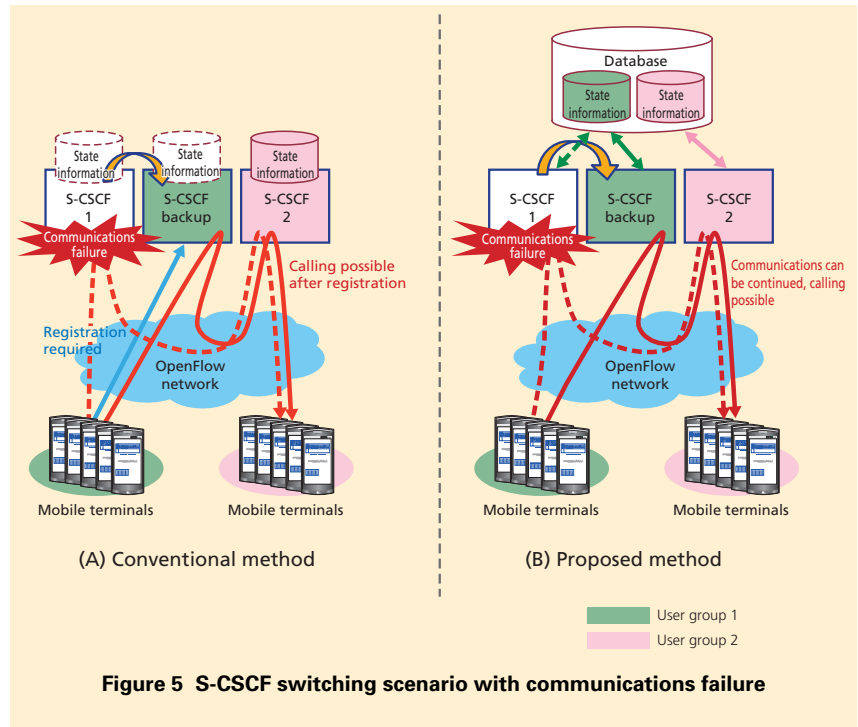 State
information
State
information
State
information
S-CSCF
1
S-CSCF
backup
S-CSCF
2
Communications
failure
Calling possible
after registration
Registration
required
OpenFlow
network
Mobile terminals
Mobile terminals
(A) Conventional method
Database
State
information
State
information
S-CSCF
1
S-CSCF
backup
S-CSCF
2
Communications
failure
Communications can
be continued, calling
possible
OpenFlow
network
Mobile terminals
Mobile terminals
(B) Proposed method
User group 1
User group 2
Figure 5 S-CSCF switching scenario with communications failure